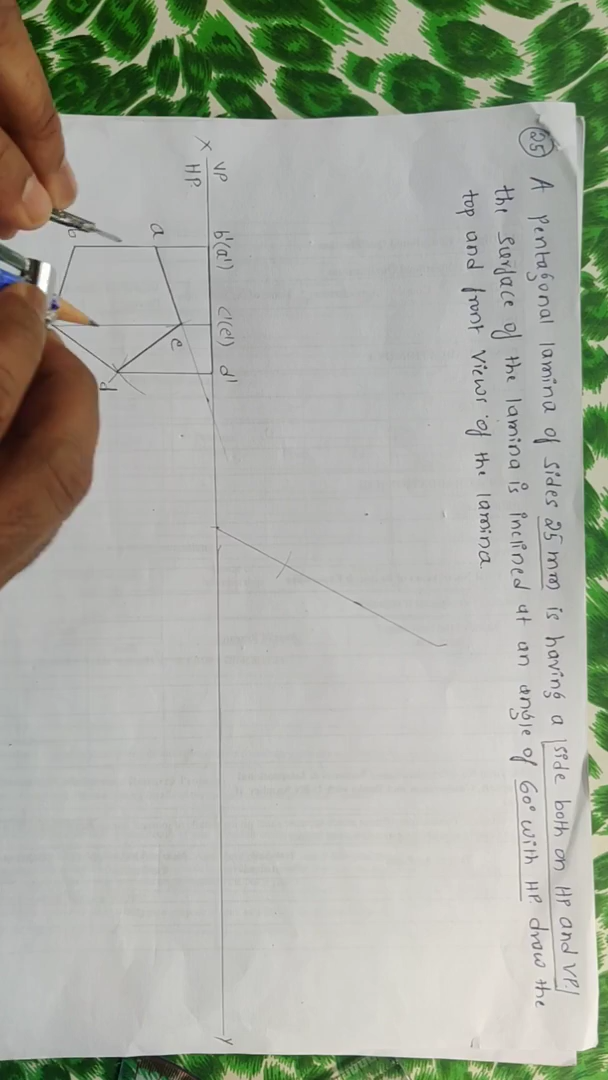 25 A pentagonal lamina of sides 25 mm is having a side both on HP and VP.
the surface of the lamina is inclined at an angle of 60° with HP. draw the
top and front views of the lamina.
X VP
HP
b'(a') c'(e') d'
Y
a
e
b
d